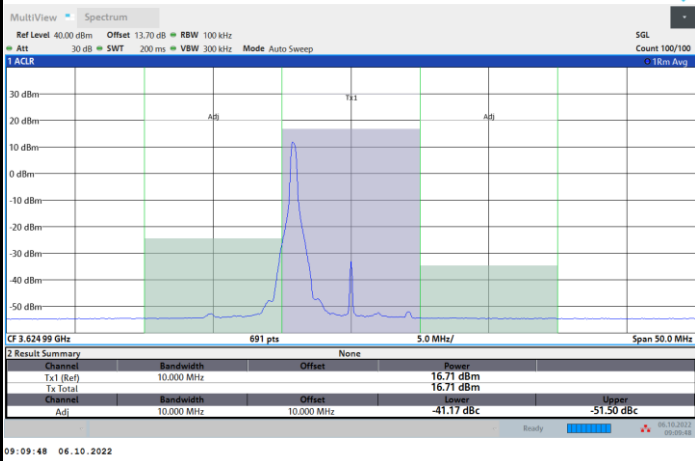 MultiView Spectrum
Ref Level 40.00 dBm Offset 13.70 dB RBW 100 kHz SGL
Att 30 dB SWT 200 ms VBW 300 kHz Mode Auto Sweep Count 100/100
1 ACLR 1Rm Avg
30 dBm
Tx1
20 dBm Adj Adj
10 dBm
0 dBm
-10 dBm
-20 dBm
-30 dBm
-40 dBm
-50 dBm
CF 3.624 99 GHz 691 pts 5.0 MHz/ Span 50.0 MHz
2 Result Summary None
Channel Bandwidth Offset Power
Tx1 (Ref) 10.000 MHz 16.71 dBm
Tx Total 16.71 dBm
Channel Bandwidth Offset Lower Upper
Adj 10.000 MHz 10.000 MHz -41.17 dBc -51.50 dBc
Ready 06.10.2022
09:09:48
09:09:48 06.10.2022